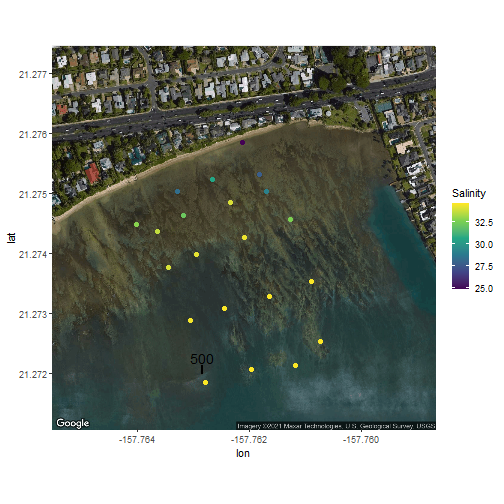 21.277
21.276
21.275
21.274
21.273
21.272
lat
500
Google
Imagery ©2021 Maxar Technologies, U.S. Geological Survey, USGS
-157.764
-157.762
-157.760
lon
Salinity
32.5
30.0
27.5
25.0